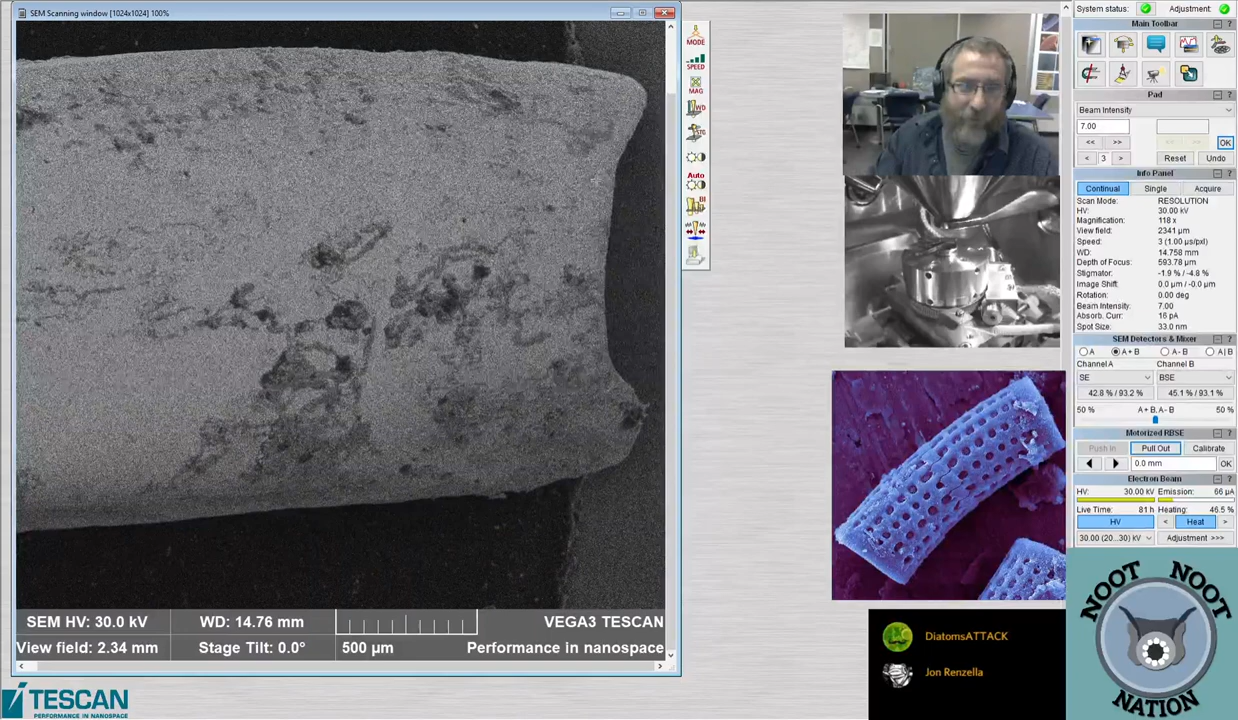 SEM Scanning window [1024x1024] 100%
MODE
SPEED
MAG
WD
STG
Auto
BI
SEM HV: 30.0 kV
WD: 14.76 mm
VEGA3 TESCAN
View field: 2.34 mm
Stage Tilt: 0.0°
500 µm
Performance in nanospace
TESCAN
PERFORMANCE IN NANOSPACE
System status:
Adjustment:
Main Toolbar
Pad
Beam Intensity
7.00
<< >> << >> OK
< 3 > Reset Undo
Info Panel
Continual Single Acquire
Scan Mode: RESOLUTION
HV: 30.00 kV
Magnification: 118 x
View field: 2341 µm
Speed: 3 (1.00 µs/pxl)
WD: 14.758 mm
Depth of Focus: 593.78 µm
Stigmator: -1.9 % / -4.8 %
Image Shift: 0.0 µm / -0.0 µm
Rotation: 0.00 deg
Beam Intensity: 7.00
Absorb. Curr: 16 pA
Spot Size: 33.0 nm
SEM Detectors & Mixer
A A + B A - B A|B
Channel A Channel B
SE BSE
42.8 % / 93.2 % 45.1 % / 93.1 %
50 % A + B, A - B 50 %
Motorized RBSE
Push In Pull Out Calibrate
0.0 mm OK
Electron Beam
HV: 30.00 kV Emission: 66 µA
Live Time: 81 h Heating: 46.5 %
HV < Heat >
30.00 (20...30) kV Adjustment >>>
DiatomsATTACK
Jon Renzella
NOOT NOOT
NATION